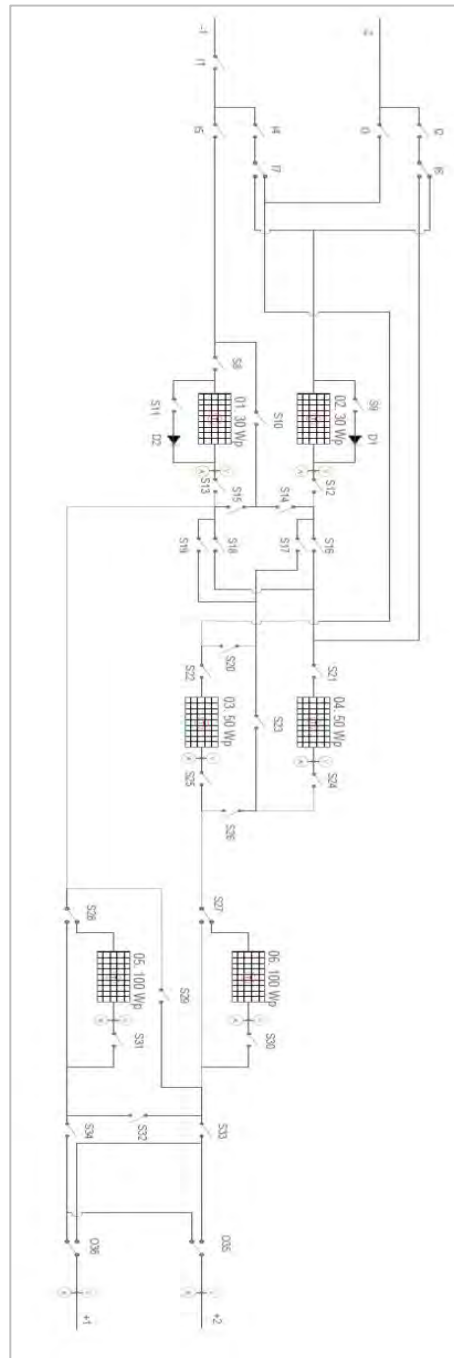 -1
-2
I1
I5
I4
I3
I2
I7
I6
S8
S10
S11
D2
01. 30 Wp
02. 30 Wp
S9
D1
V
A
V
A
S13
S12
S15
S14
S19
S18
S17
S16
S20
S22
S21
S23
03. 50 Wp
04. 50 Wp
V
A
V
A
S25
S24
S26
S28
S27
05. 100 Wp
06. 100 Wp
S29
V
A
V
A
S31
S30
S32
S34
S33
O36
O35
V
A
V
A
+1
+2